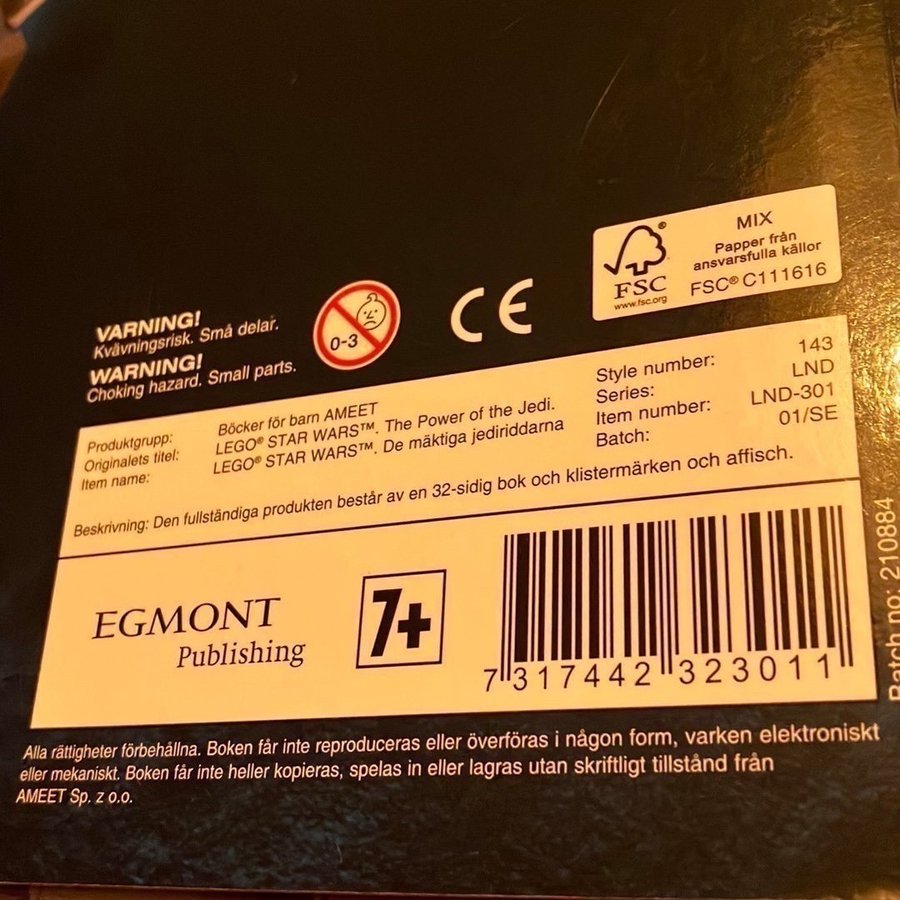 MIX
Papper från
ansvarsfulla källor
FSC® C111616
FSC
www.fsc.org
VARNING!
Kvävningsrisk. Små delar.
WARNING!
Choking hazard. Small parts.
0-3
CE
Produktgrupp: Böcker för barn AMEET
Originalets titel: LEGO® STAR WARS™. The Power of the Jedi.
Item name: LEGO® STAR WARS™. De mäktiga jediriddarna
Style number: 143
Series: LND
Item number: LND-301
Batch: 01/SE
Beskrivning: Den fullständiga produkten består av en 32-sidig bok och klistermärken och affisch.
EGMONT
Publishing
7+
7 317442 323011
Batch no: 210884
Alla rättigheter förbehållna. Boken får inte reproduceras eller överföras i någon form, varken elektroniskt
eller mekaniskt. Boken får inte heller kopieras, spelas in eller lagras utan skriftligt tillstånd från
AMEET Sp. z o.o.